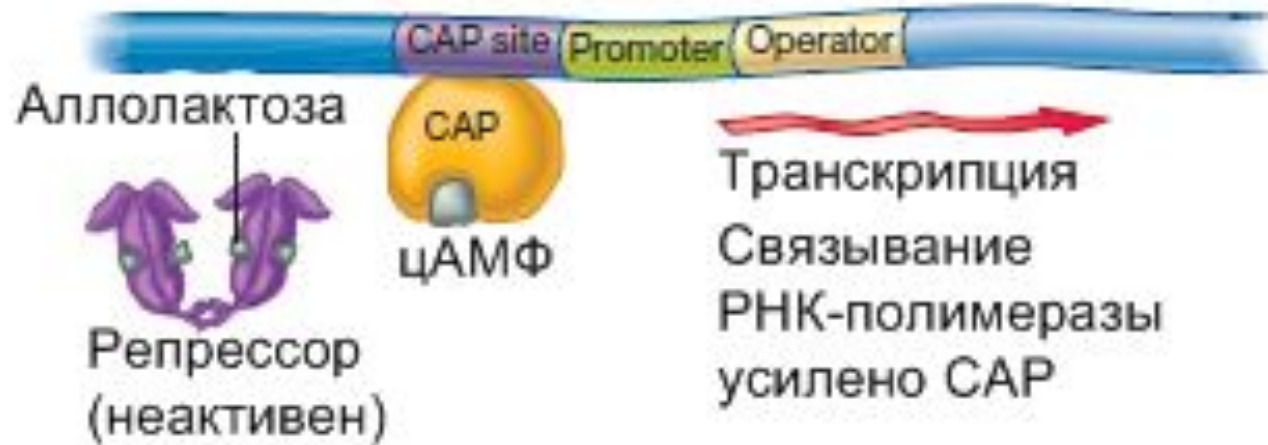 CAP site Promoter Operator
Аллолактоза
CAP
цАМФ
Репрессор
(неактивен)
Транскрипция
Связывание
РНК-полимеразы
усилено CAP